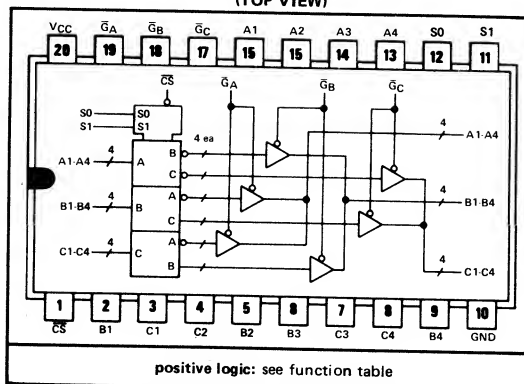 (TOP VIEW)
VCC G̅A G̅B G̅C A1 A2 A3 A4 S0 S1
20 19 18 17 15 15 14 13 12 11
C̅S̅ G̅A G̅B G̅C
S0 S0
S1 S1
4 ea
4 A1-A4
A1-A4 4 A B
C
B1-B4 4 B A
C
4 B1-B4
C1-C4 4 C A
B
4 C1-C4
1 2 3 4 5 8 7 8 9 10
C̅S̅ B1 C1 C2 B2 B3 C3 C4 B4 GND
positive logic: see function table